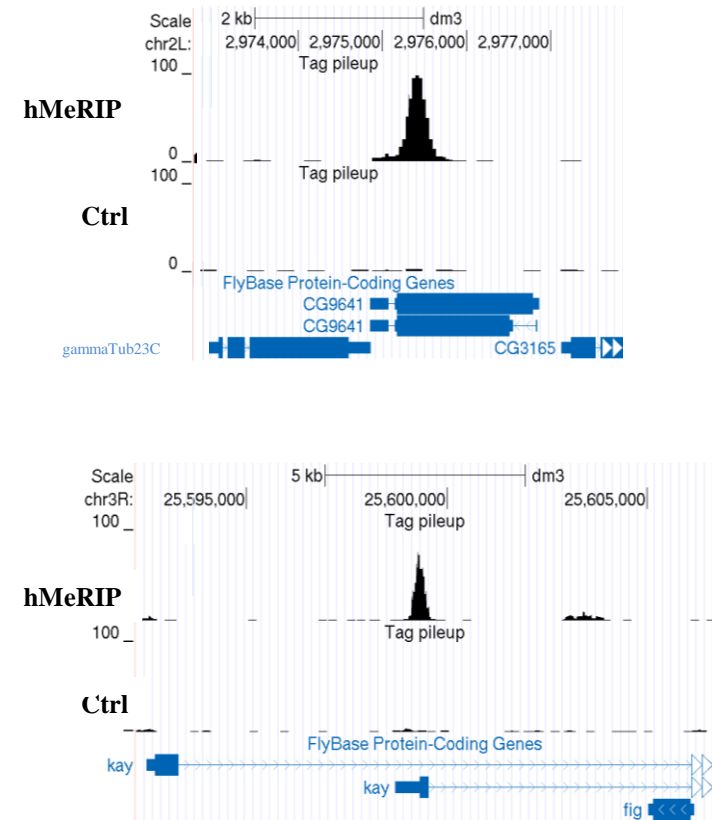 Scale 2 kb dm3
chr2L: 2,974,000 2,975,000 2,976,000 2,977,000
Tag pileup
100
hMeRIP
0
Tag pileup
100
Ctrl
0
FlyBase Protein-Coding Genes
CG9641
CG9641
gammaTub23C CG3165
Scale 5 kb dm3
chr3R: 25,595,000 25,600,000 25,605,000
100 Tag pileup
hMeRIP
100 Tag pileup
Ctrl
FlyBase Protein-Coding Genes
kay
kay
fig